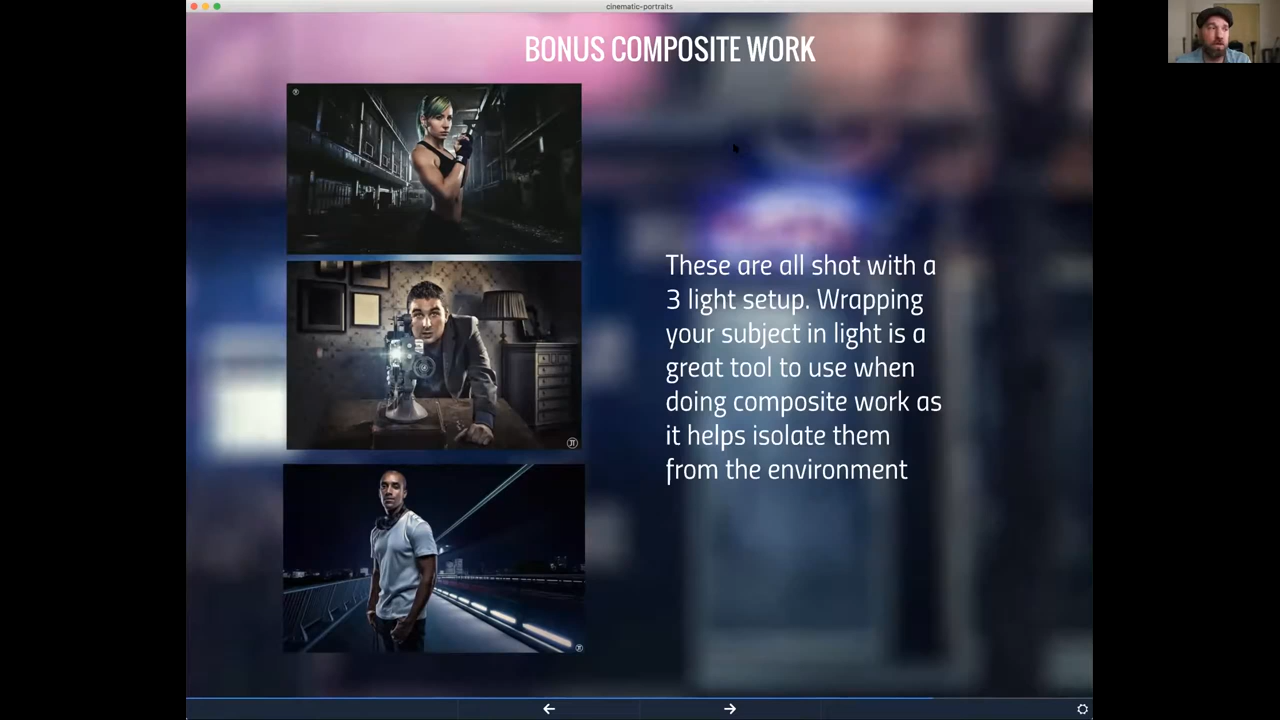 cinematic-portraits
BONUS COMPOSITE WORK
These are all shot with a
3 light setup. Wrapping
your subject in light is a
great tool to use when
doing composite work as
it helps isolate them
from the environment